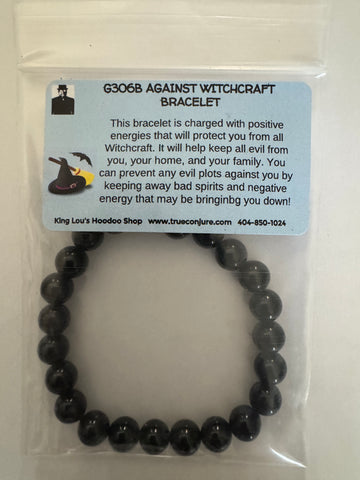 G306B AGAINST WITCHCRAFT
BRACELET
This bracelet is charged with positive
energies that will protect you from all
Witchcraft. It will help keep all evil from
you, your home, and your family. You
can prevent any evil plots against you by
keeping away bad spirits and negative
energy that may be bringinbg you down!
King Lou's Hoodoo Shop www.trueconjure.com 404-850-1024